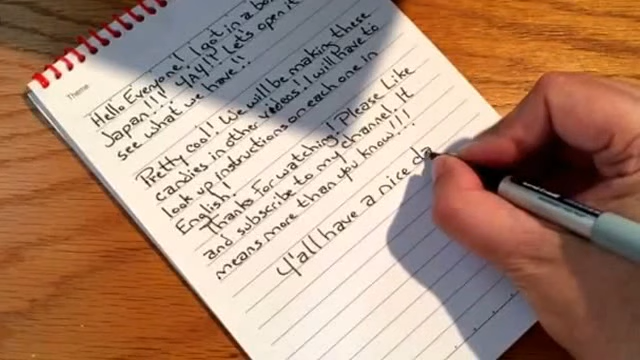 Theme
Hello Everyone, I got in a box
Japan!!! YAY!! Let's open it
see what we have!!
Pretty cool! We will be making these
candies in other videos! I will have to
look up instructions on each one in
English!
Thanks for watching! Please Like
and subscribe to my channel. It
means more than you know!!!
Y'all have a nice da